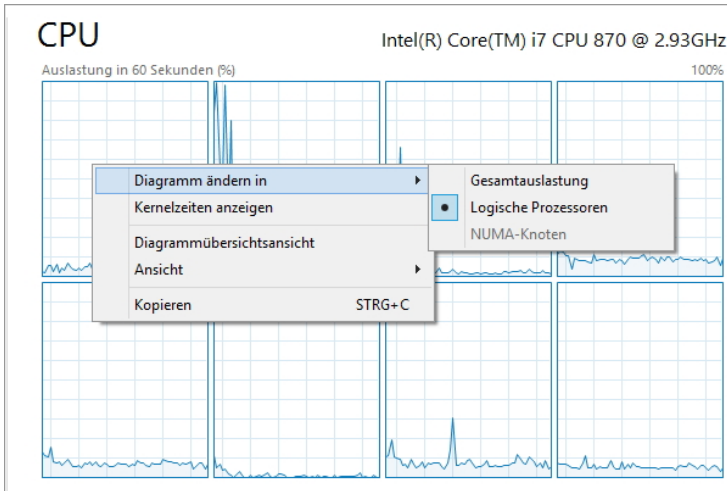 CPU
Intel(R) Core(TM) i7 CPU 870 @ 2.93GHz
Auslastung in 60 Sekunden (%)
100%
Diagramm ändern in
Kernelzeiten anzeigen
Diagrammübersichtsansicht
Ansicht
Kopieren STRG+C
Gesamtauslastung
Logische Prozessoren
NUMA-Knoten